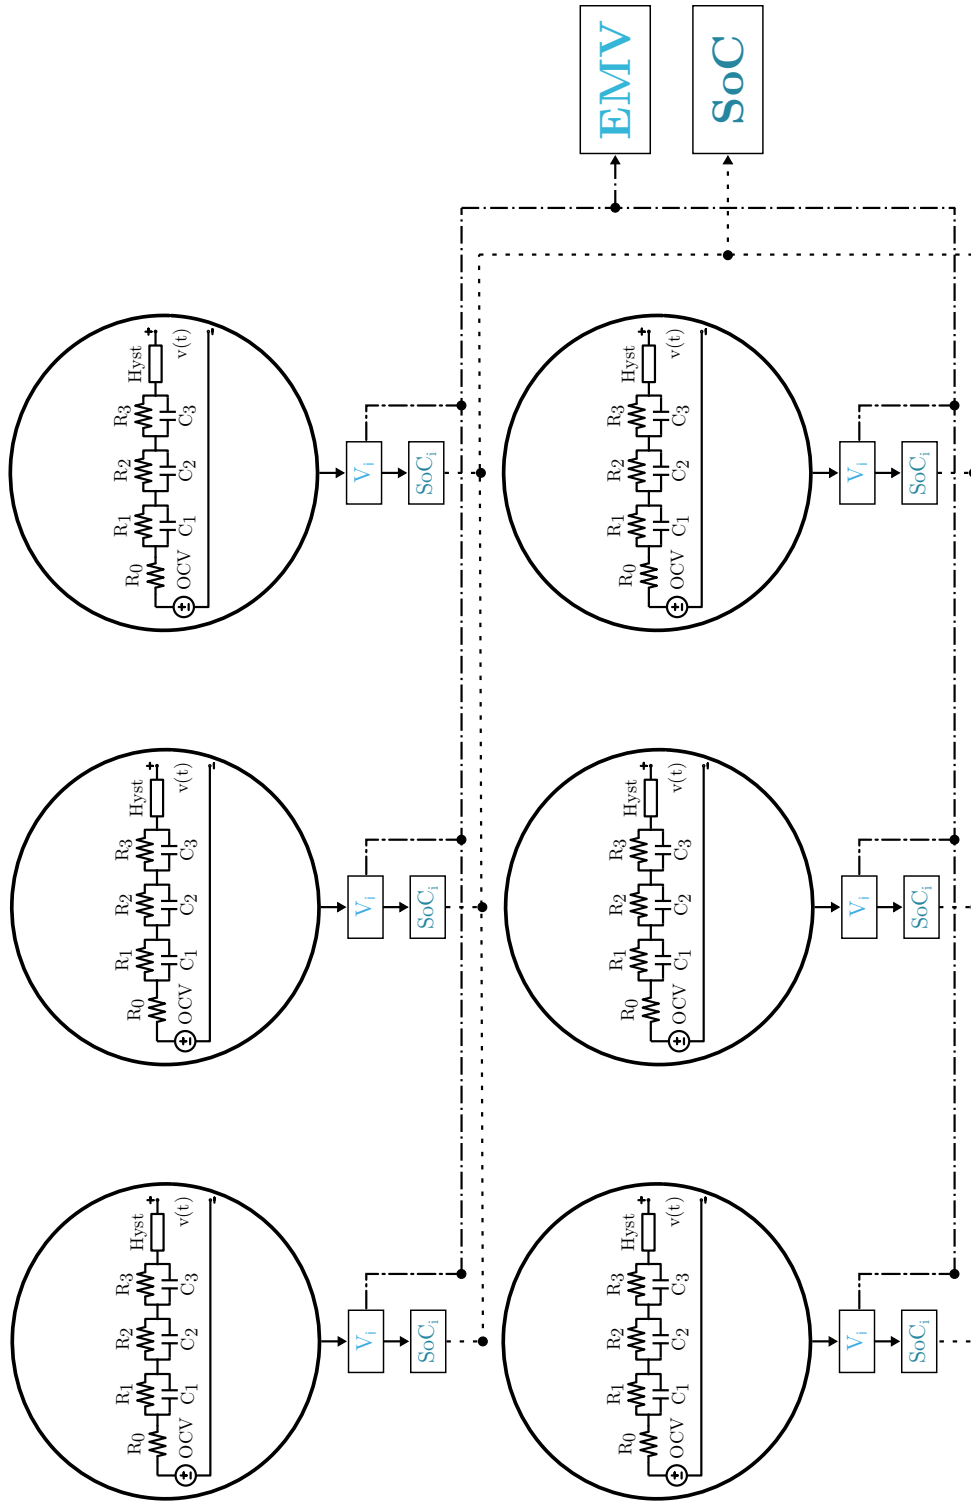 R₀ R₁ R₂ R₃ Hyst
+
± OCV C₁ C₂ C₃ v(t)
-
Vᵢ
SoCᵢ
R₀ R₁ R₂ R₃ Hyst
+
± OCV C₁ C₂ C₃ v(t)
-
Vᵢ
SoCᵢ
R₀ R₁ R₂ R₃ Hyst
+
± OCV C₁ C₂ C₃ v(t)
-
Vᵢ
SoCᵢ
R₀ R₁ R₂ R₃ Hyst
+
± OCV C₁ C₂ C₃ v(t)
-
Vᵢ
SoCᵢ
R₀ R₁ R₂ R₃ Hyst
+
± OCV C₁ C₂ C₃ v(t)
-
Vᵢ
SoCᵢ
R₀ R₁ R₂ R₃ Hyst
+
± OCV C₁ C₂ C₃ v(t)
-
Vᵢ
SoCᵢ
EMV
SoC